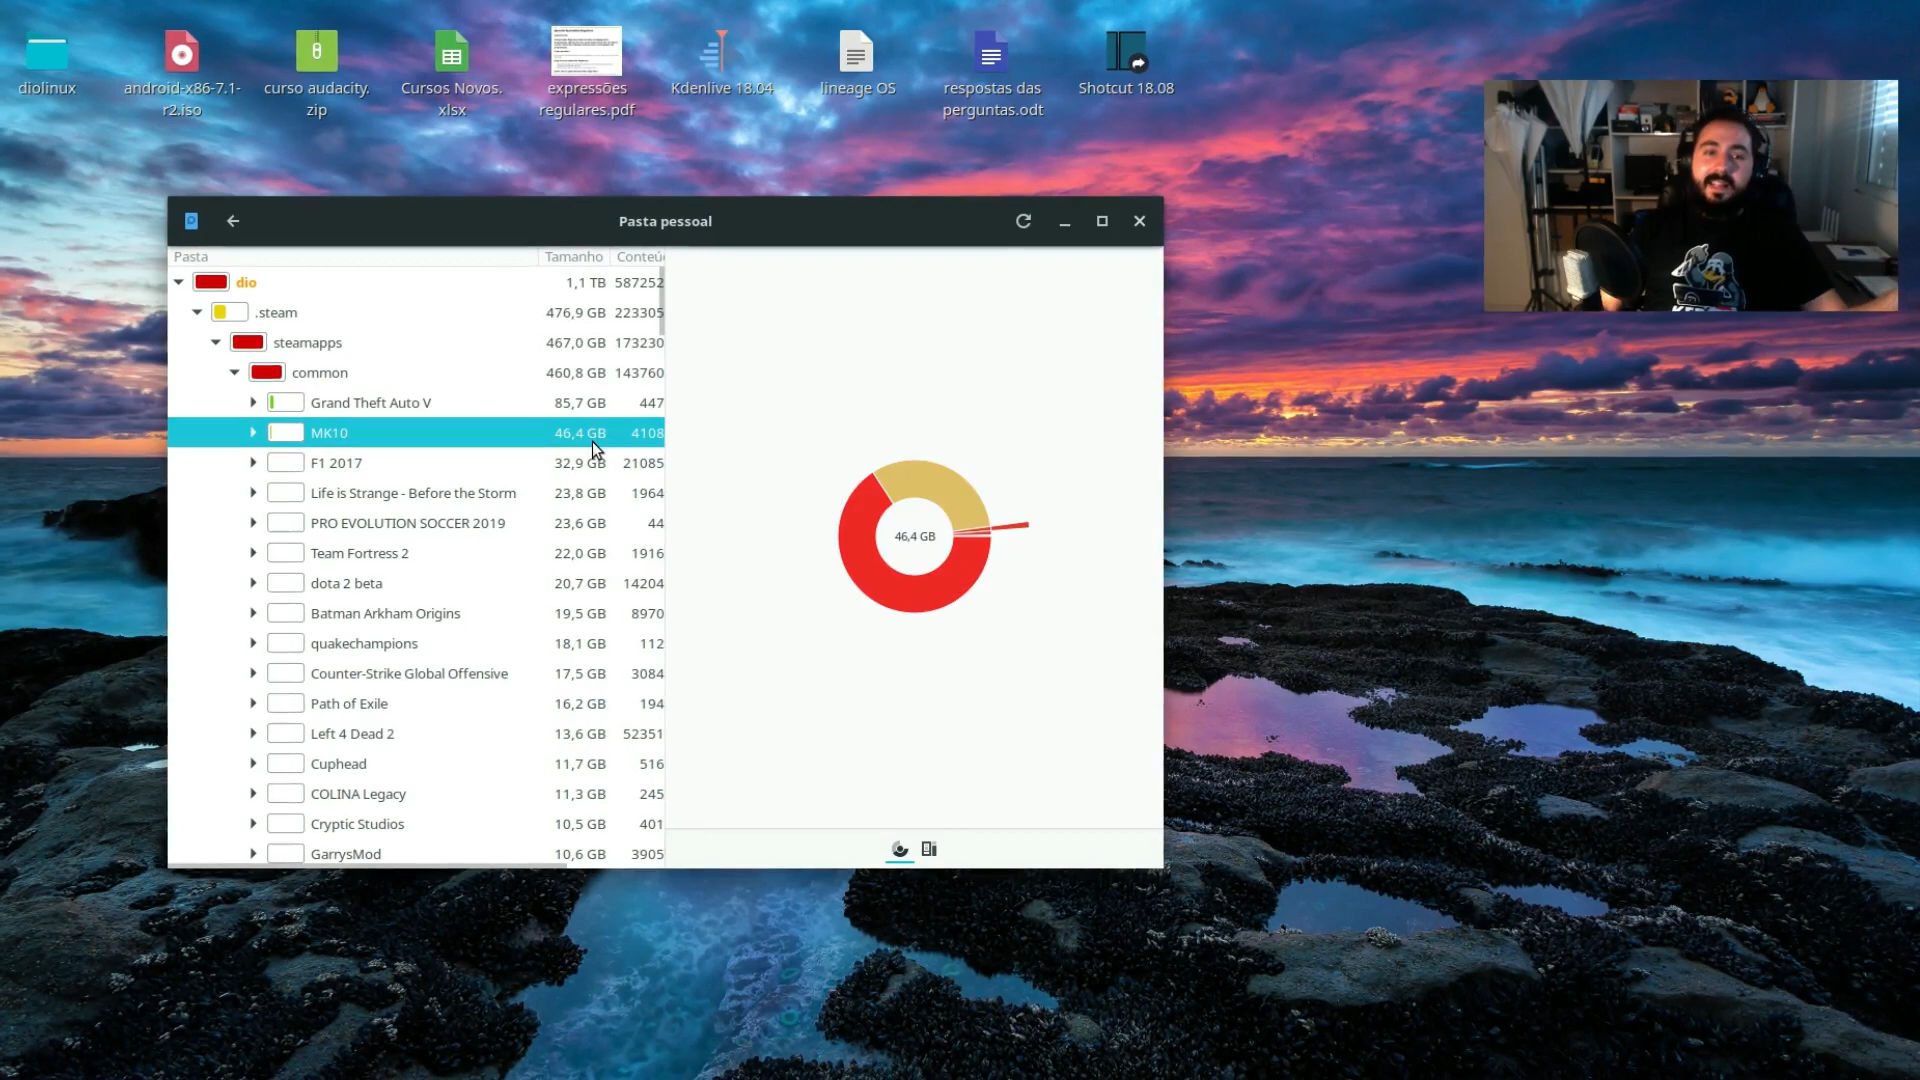 diolinux
android-x86-7.1-
r2.iso
curso audacity.
zip
Cursos Novos.
xlsx
expressões
regulares.pdf
Kdenlive 18.04
lineage OS
respostas das
perguntas.odt
Shotcut 18.08
Pasta pessoal
Pasta Tamanho Conteú
dio 1,1 TB 587252
.steam 476,9 GB 223305
steamapps 467,0 GB 173230
common 460,8 GB 143760
Grand Theft Auto V 85,7 GB 447
MK10 46,4 GB 4108
F1 2017 32,9 GB 21085
Life is Strange - Before the Storm 23,8 GB 1964
PRO EVOLUTION SOCCER 2019 23,6 GB 44
Team Fortress 2 22,0 GB 1916
dota 2 beta 20,7 GB 14204
Batman Arkham Origins 19,5 GB 8970
quakechampions 18,1 GB 112
Counter-Strike Global Offensive 17,5 GB 3084
Path of Exile 16,2 GB 194
Left 4 Dead 2 13,6 GB 52351
Cuphead 11,7 GB 516
COLINA Legacy 11,3 GB 245
Cryptic Studios 10,5 GB 401
GarrysMod 10,6 GB 3905
46,4 GB